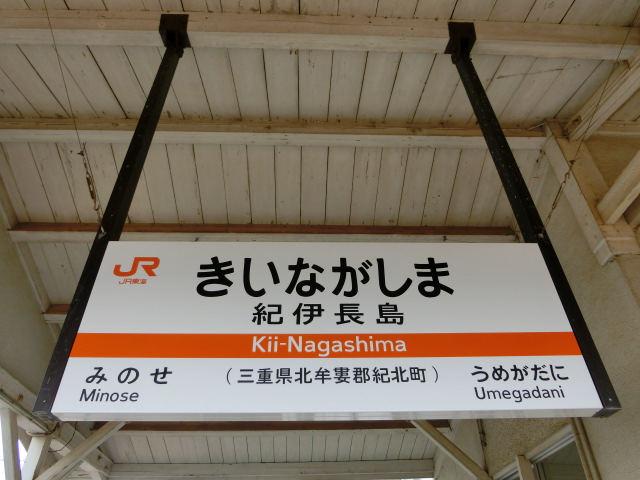 JR
JR東海
きいながしま
紀伊長島
Kii-Nagashima
みのせ
Minose
(三重県北牟婁郡紀北町)
うめがだに
Umegadani